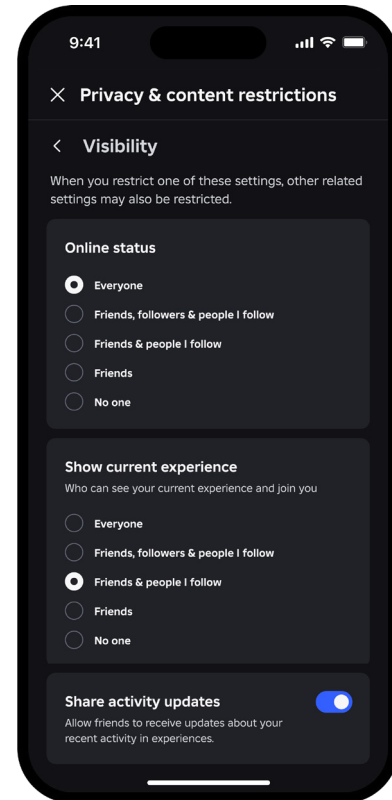 9:41
Privacy & content restrictions
Visibility
When you restrict one of these settings, other related
settings may also be restricted.
Online status
Everyone
Friends, followers & people I follow
Friends & people I follow
Friends
No one
Show current experience
Who can see your current experience and join you
Everyone
Friends, followers & people I follow
Friends & people I follow
Friends
No one
Share activity updates
Allow friends to receive updates about your
recent activity in experiences.